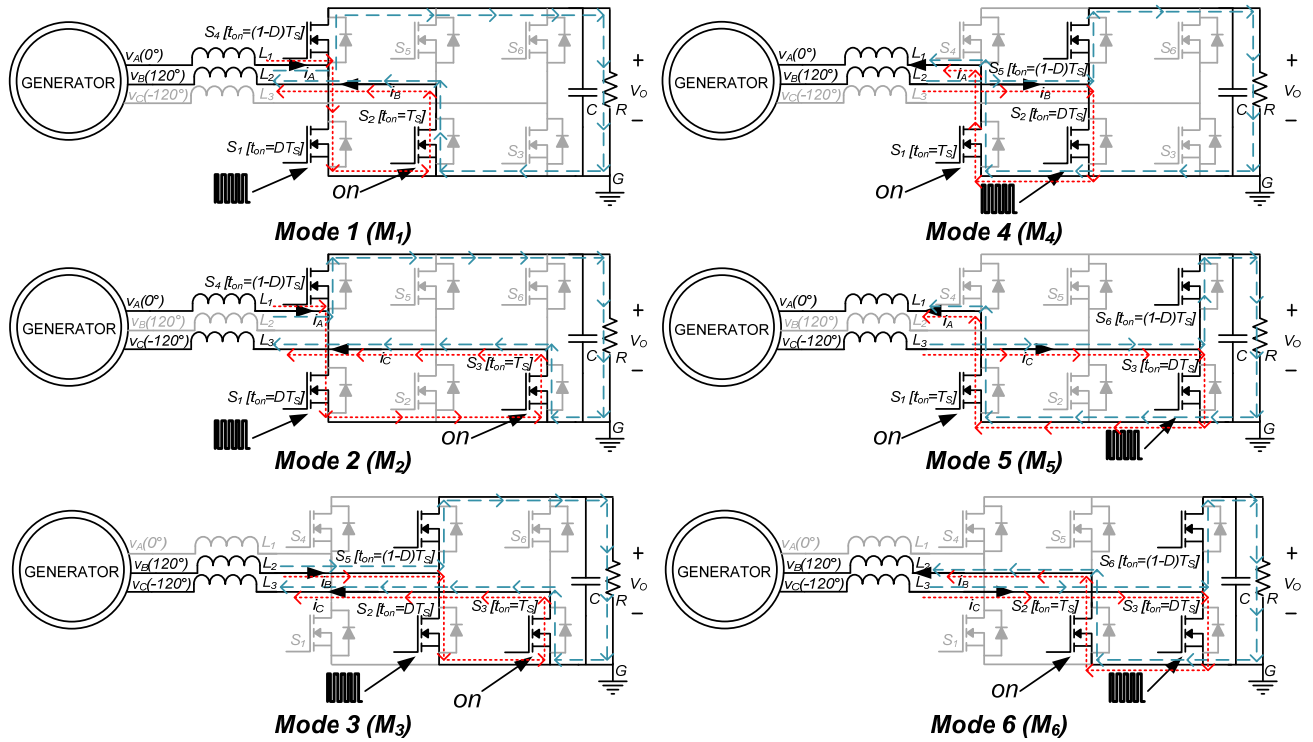 GENERATOR
vA(0°)
vB(120°)
vC(-120°)
L1
L2
L3
iA
iB
S4 [ton=(1-D)TS]
S5
S6
S1 [ton=DTS]
S2 [ton=TS]
S3
on
C
R
+
VO
−
G
Mode 1 (M1)
GENERATOR
vA(0°)
vB(120°)
vC(-120°)
L1
L2
L3
iA
iB
S4
S5 [ton=(1-D)TS]
S6
S1 [ton=TS]
S2 [ton=DTS]
S3
on
C
R
+
VO
−
G
Mode 4 (M4)
GENERATOR
vA(0°)
vB(120°)
vC(-120°)
L1
L2
L3
iA
iC
S4 [ton=(1-D)TS]
S5
S6
S1 [ton=DTS]
S2
S3 [ton=TS]
on
C
R
+
VO
−
G
Mode 2 (M2)
GENERATOR
vA(0°)
vB(120°)
vC(-120°)
L1
L2
L3
iA
iC
S4
S5
S6 [ton=(1-D)TS]
S1 [ton=TS]
S2
S3 [ton=DTS]
on
C
R
+
VO
−
G
Mode 5 (M5)
GENERATOR
vA(0°)
vB(120°)
vC(-120°)
L1
L2
L3
iB
iC
S4
S5 [ton=(1-D)TS]
S6
S1
S2 [ton=DTS]
S3 [ton=TS]
on
C
R
+
VO
−
G
Mode 3 (M3)
GENERATOR
vA(0°)
vB(120°)
vC(-120°)
L1
L2
L3
iB
iC
S4
S5
S6 [ton=(1-D)TS]
S1
S2 [ton=TS]
S3 [ton=DTS]
on
C
R
+
VO
−
G
Mode 6 (M6)